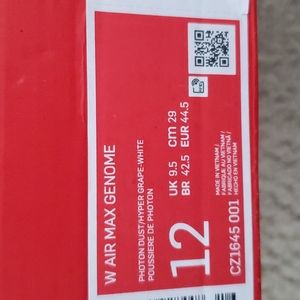 W AIR MAX GENOME
PHOTON DUST/HYPER GRAPE-WHITE
POUSSIERE DE PHOTON
12
UK 9.5 cm 29
BR 42.5 EUR 44.5
MADE IN VIETNAM /
FABRIQUE AU VIETNAM /
FABRICADO NO VIETNÃ /
HECHO EN VIETNAM
CZ1645 001